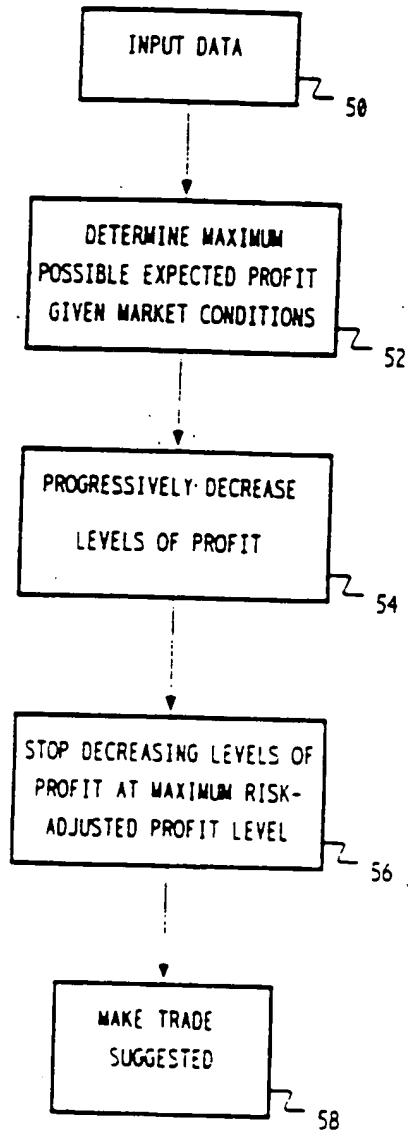 INPUT DATA
50
DETERMINE MAXIMUM
POSSIBLE EXPECTED PROFIT
GIVEN MARKET CONDITIONS
52
PROGRESSIVELY DECREASE
LEVELS OF PROFIT
54
STOP DECREASING LEVELS OF
PROFIT AT MAXIMUM RISK-
ADJUSTED PROFIT LEVEL
56
MAKE TRADE
SUGGESTED
58